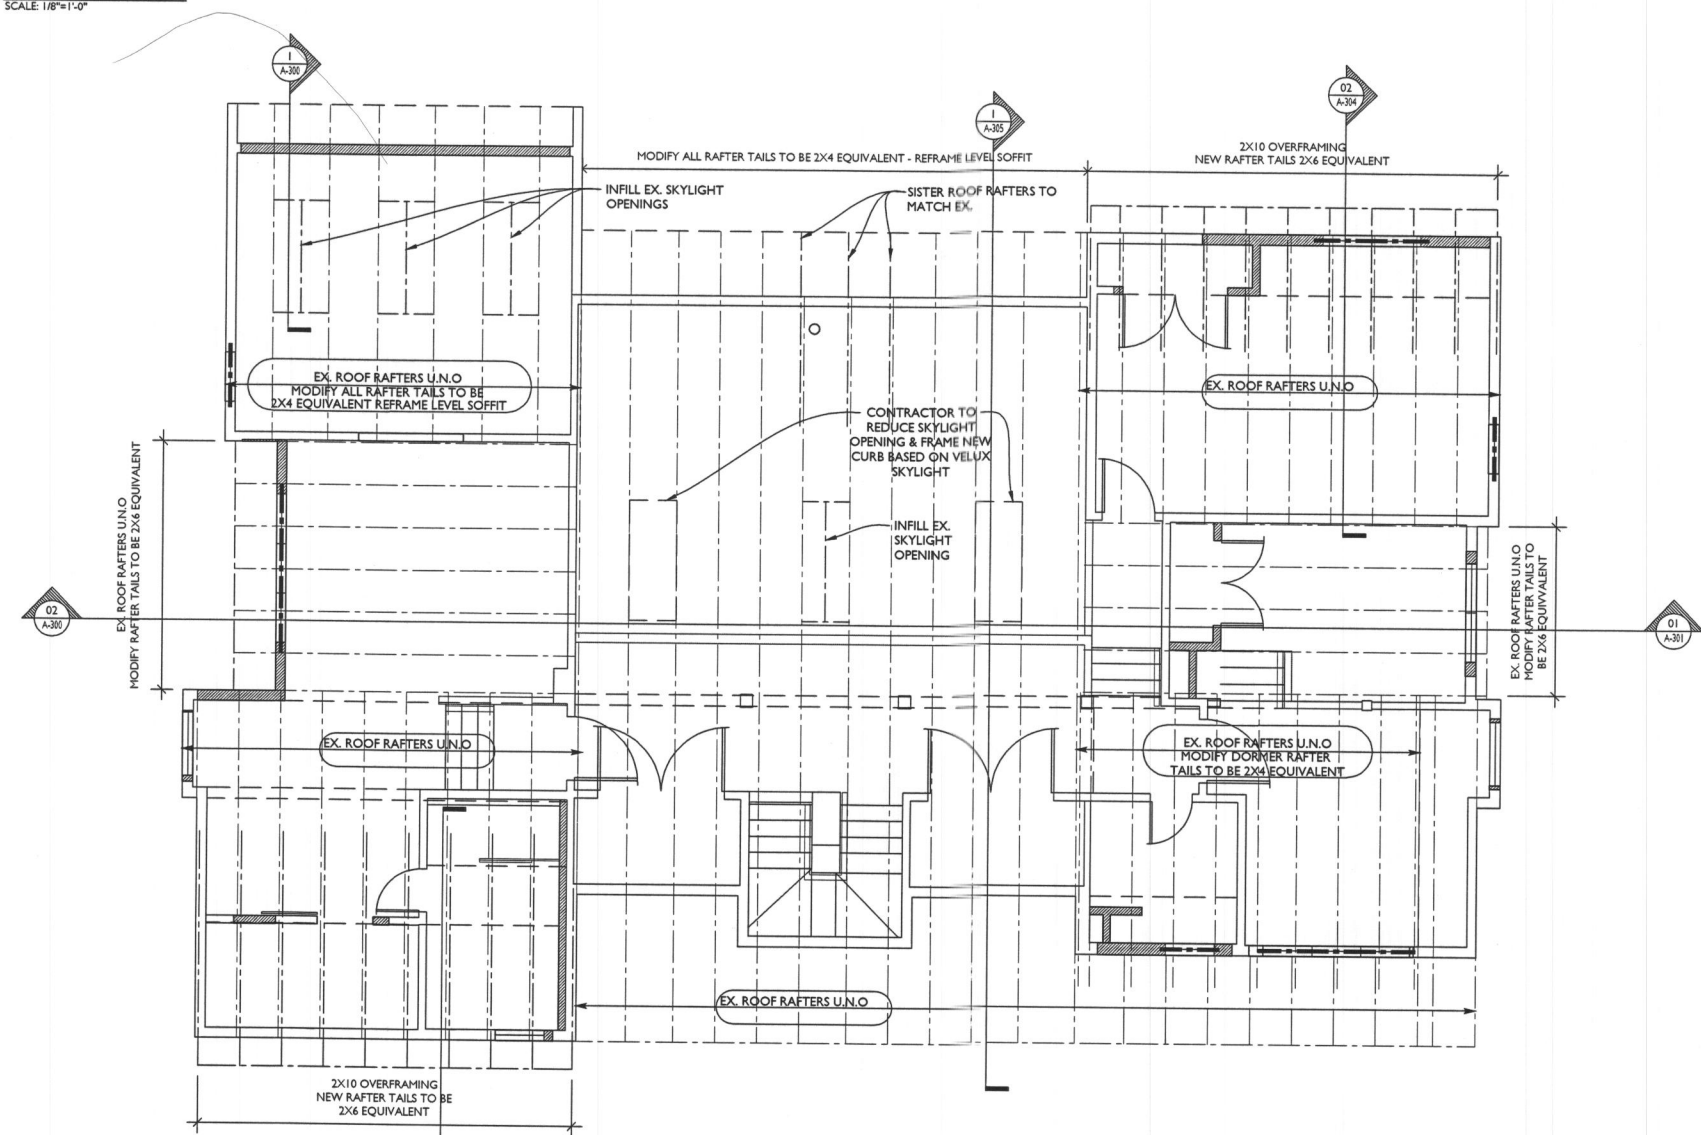 SCALE: 1/8"=1'-0"
1
A-300
02
A-304
1
A-305
2X10 OVERFRAMING
NEW RAFTER TAILS 2X6 EQUIVALENT
MODIFY ALL RAFTER TAILS TO BE 2X4 EQUIVALENT - REFRAME LEVEL SOFFIT
INFILL EX. SKYLIGHT
OPENINGS
SISTER ROOF RAFTERS TO
MATCH EX.
EX. ROOF RAFTERS U.N.O
MODIFY ALL RAFTER TAILS TO BE
2X4 EQUIVALENT REFRAME LEVEL SOFFIT
EX. ROOF RAFTERS U.N.O
CONTRACTOR TO
REDUCE SKYLIGHT
OPENING & FRAME NEW
CURB BASED ON VELUX
SKYLIGHT
EX. ROOF RAFTERS U.N.O
MODIFY RAFTER TAILS TO BE 2X6 EQUIVALENT
INFILL EX.
SKYLIGHT
OPENING
EX. ROOF RAFTERS U.N.O
MODIFY RAFTER TAILS TO
BE 2X6 EQUIVVALENT
02
A-300
01
A-301
EX. ROOF RAFTERS U.N.O
EX. ROOF RAFTERS U.N.O
MODIFY DORMER RAFTER
TAILS TO BE 2X4 EQUIVALENT
EX. ROOF RAFTERS U.N.O
2X10 OVERFRAMING
NEW RAFTER TAILS TO BE
2X6 EQUIVALENT